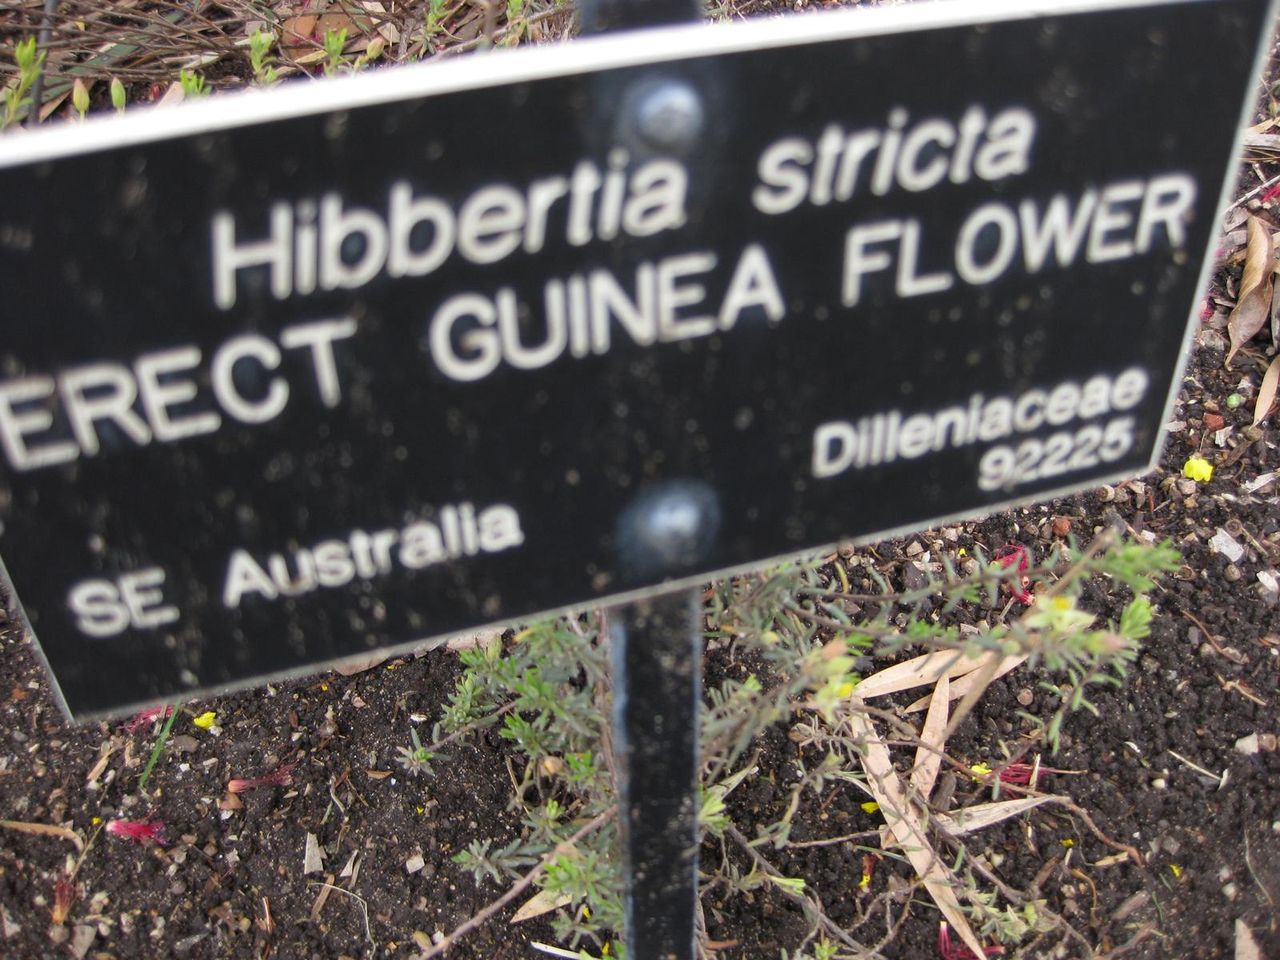 Hibbertia stricta
ERECT GUINEA FLOWER
Dilleniaceae
92225
SE Australia